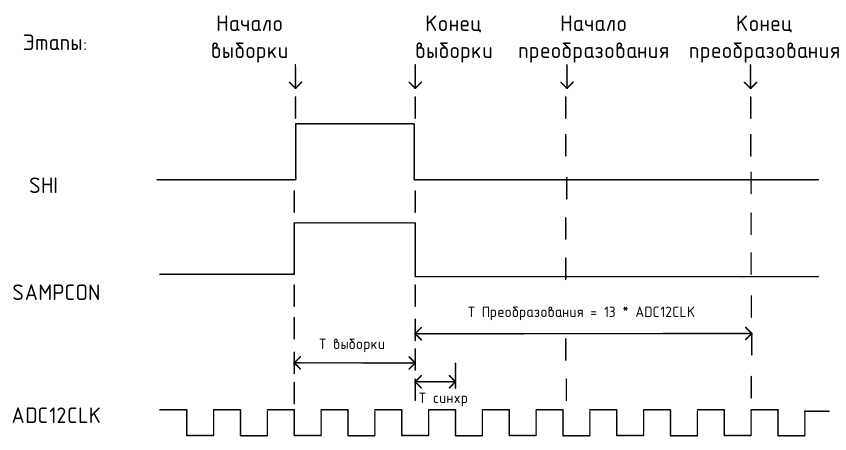 Этапы:
Начало
выборки
Конец
выборки
Начало
преобразования
Конец
преобразования
SHI
SAMPCON
T Преобразования = 13 * ADC12CLK
T выборки
T синхр
ADC12CLK